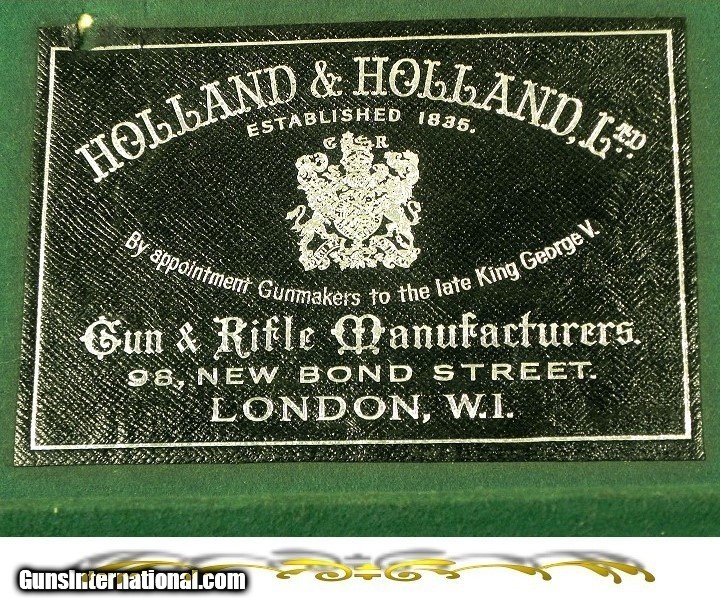 HOLLAND & HOLLAND, LTD.
ESTABLISHED 1835.
G R
By appointment Gunmakers to the late King George V.
Gun & Rifle Manufacturers.
98, NEW BOND STREET.
LONDON, W.1.
GunsInternational.com